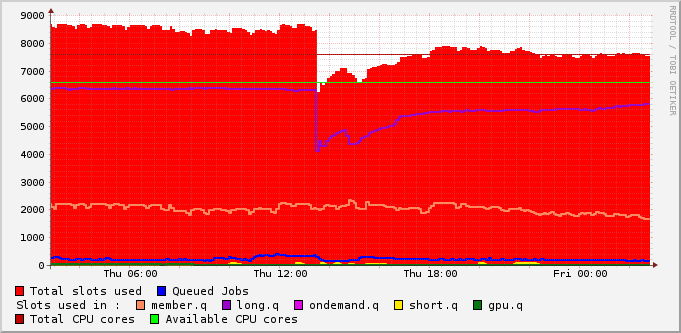 9000
8000
7000
6000
5000
4000
3000
2000
1000
0
Thu 06:00 Thu 12:00 Thu 18:00 Fri 00:00
Total slots used Queued Jobs
Slots used in : member.q long.q ondemand.q short.q gpu.q
Total CPU cores Available CPU cores
RRDTOOL / TOBI OETIKER